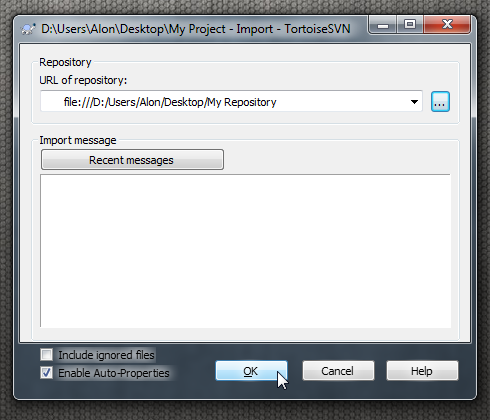 D:\Users\Alon\Desktop\My Project - Import - TortoiseSVN
Repository
URL of repository:
file:///D:/Users/Alon/Desktop/My Repository
...
Import message
Recent messages
Include ignored files
Enable Auto-Properties
OK
Cancel
Help